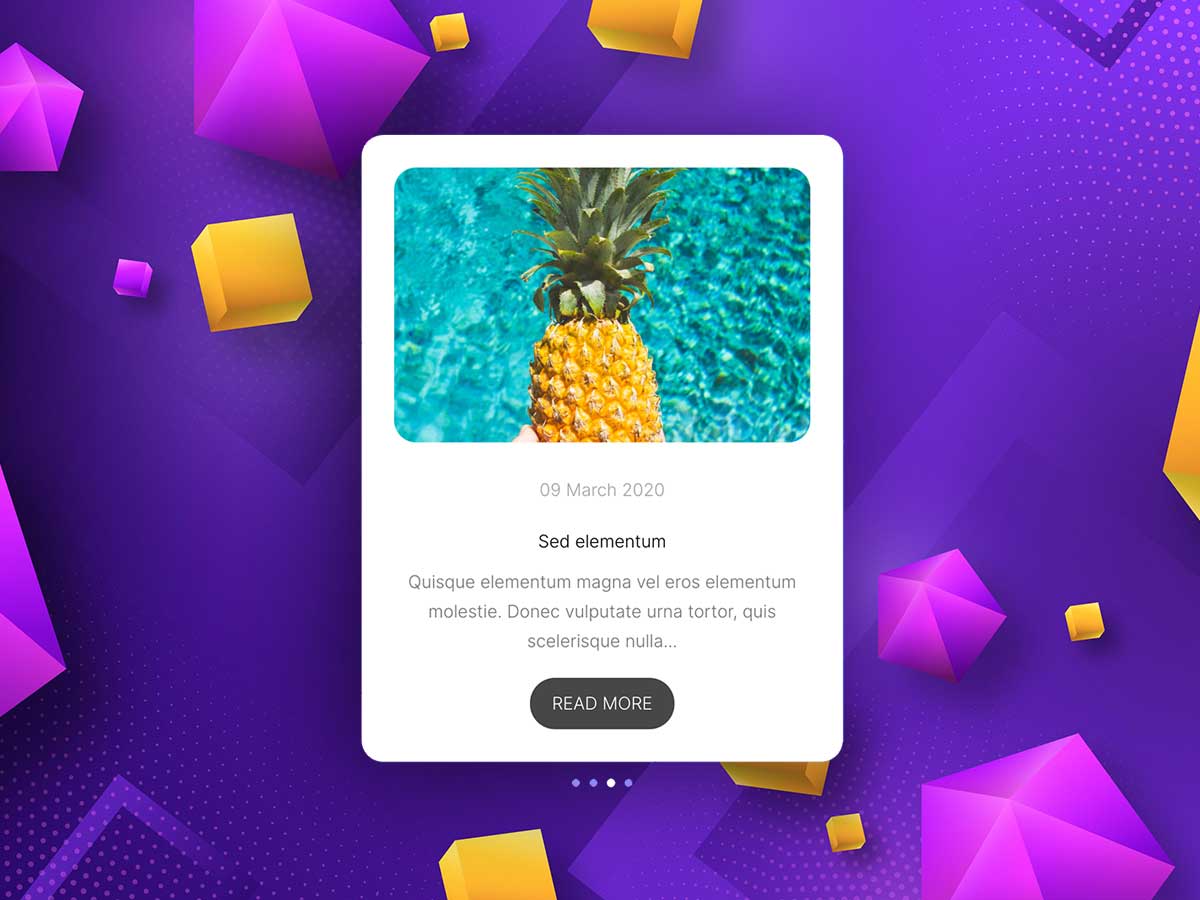 09 March 2020
Sed elementum
Quisque elementum magna vel eros elementum
molestie. Donec vulputate urna tortor, quis
scelerisque nulla...
READ MORE